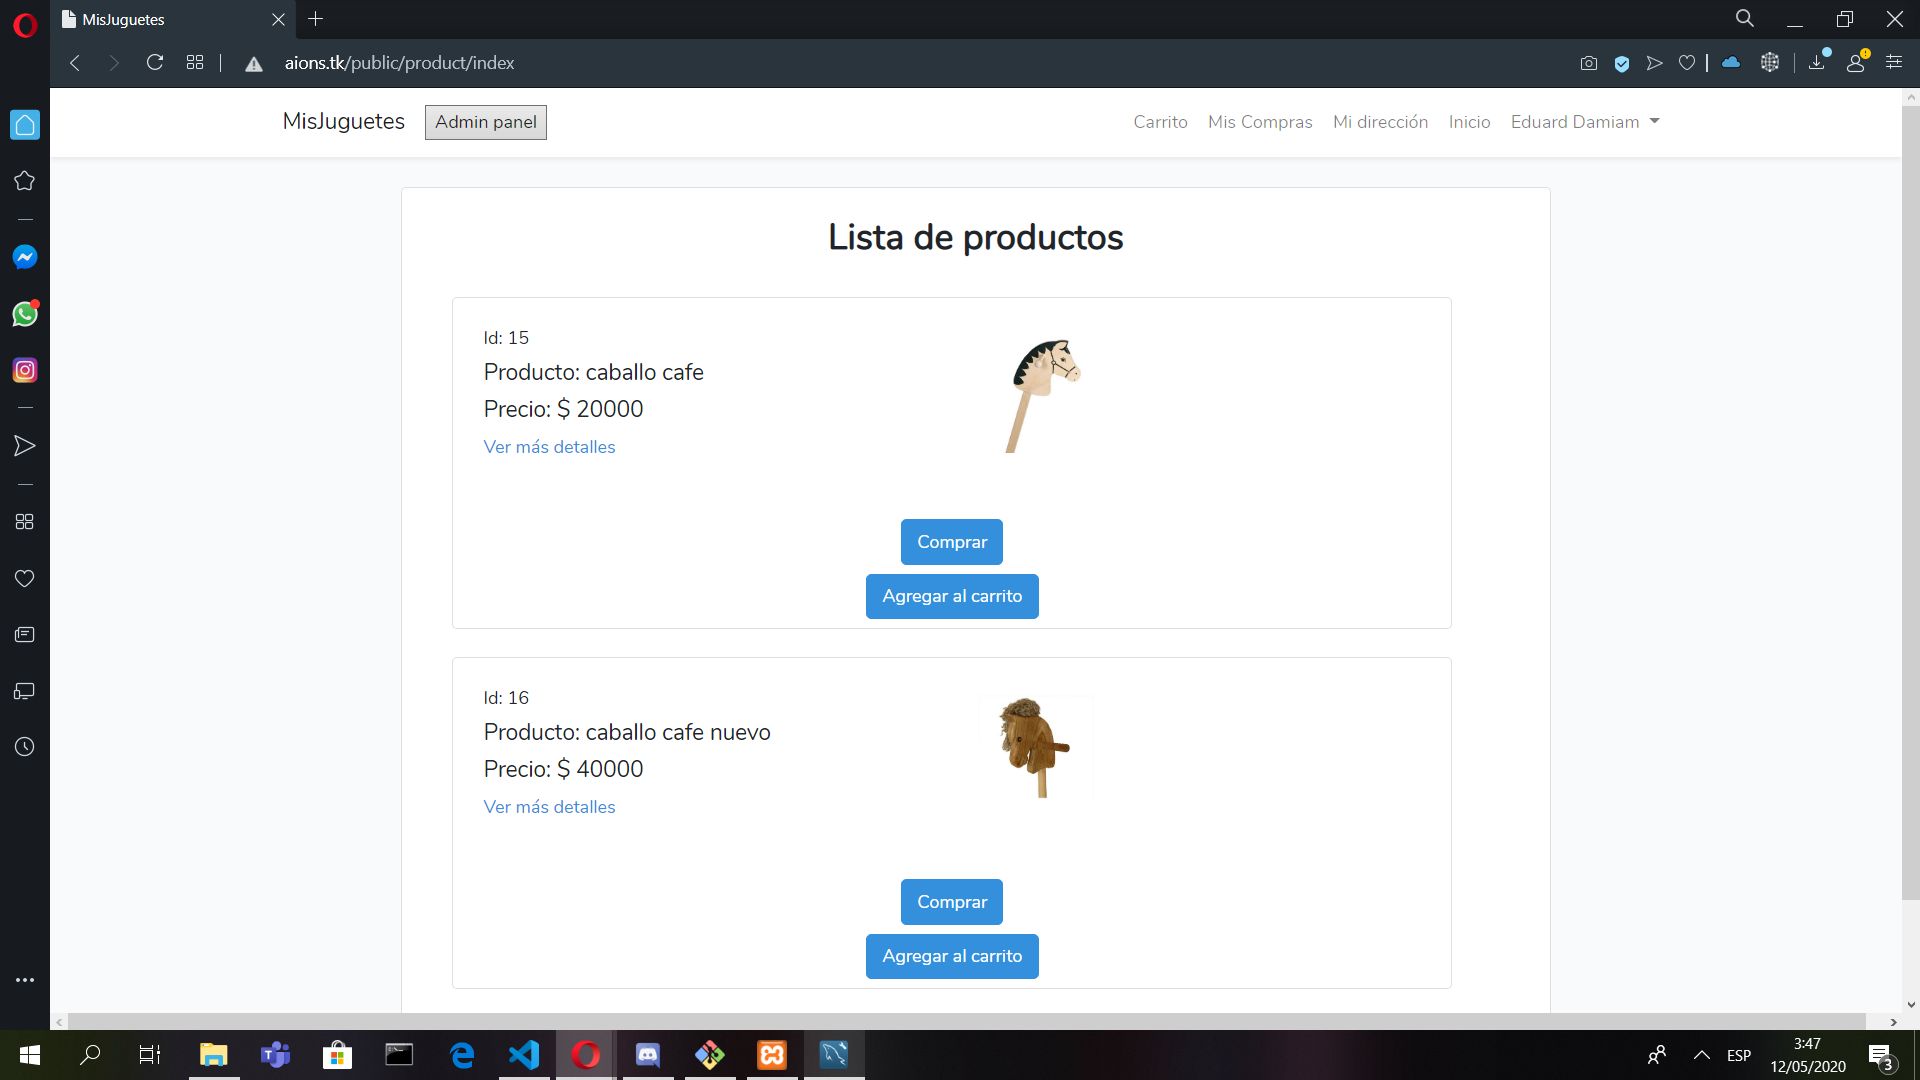 MisJuguetes
aions.tk/public/product/index
MisJuguetes
Admin panel
Carrito
Mis Compras
Mi dirección
Inicio
Eduard Damiam
Lista de productos
Id: 15
Producto: caballo cafe
Precio: $ 20000
Ver más detalles
Comprar
Agregar al carrito
Id: 16
Producto: caballo cafe nuevo
Precio: $ 40000
Ver más detalles
Comprar
Agregar al carrito
ESP
3:47
12/05/2020
3